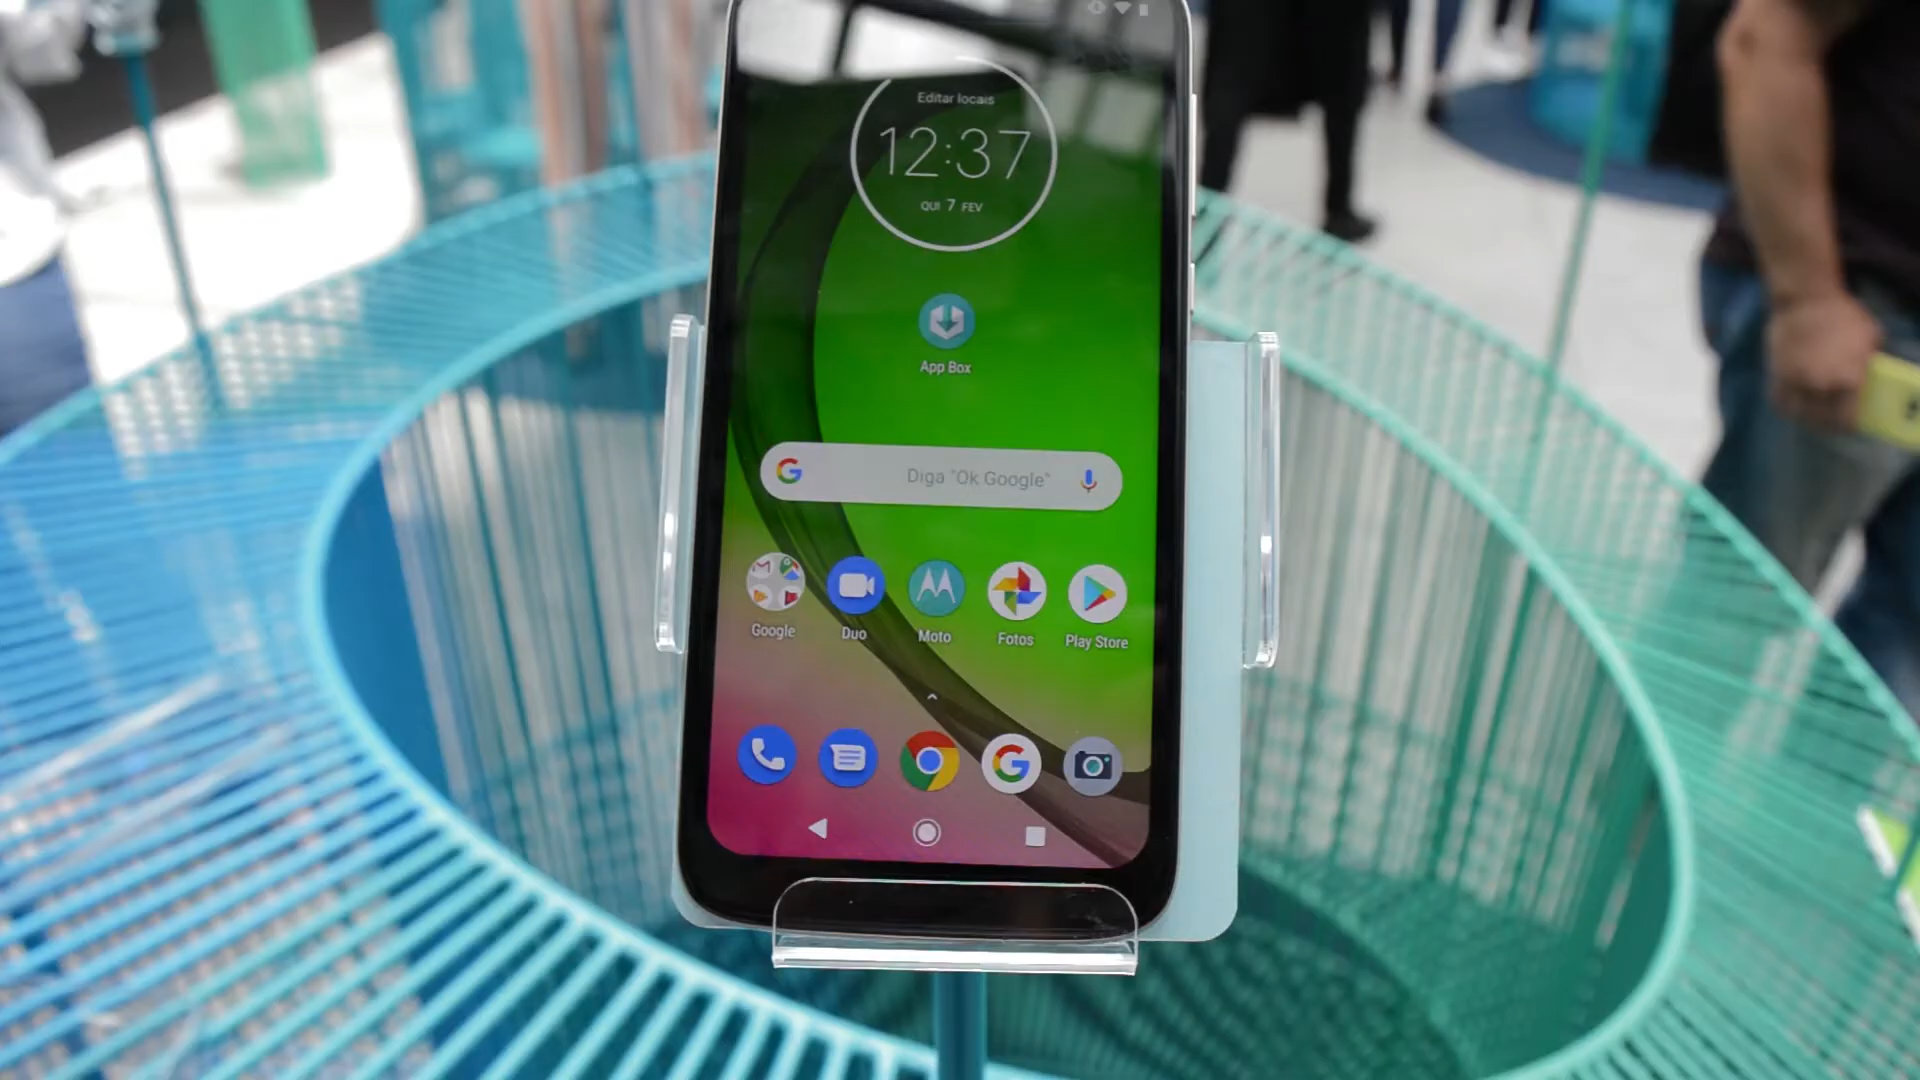 Editar locais
12:37
QUI 7 FEV
App Box
Diga "Ok Google"
Google
Duo
Moto
Fotos
Play Store